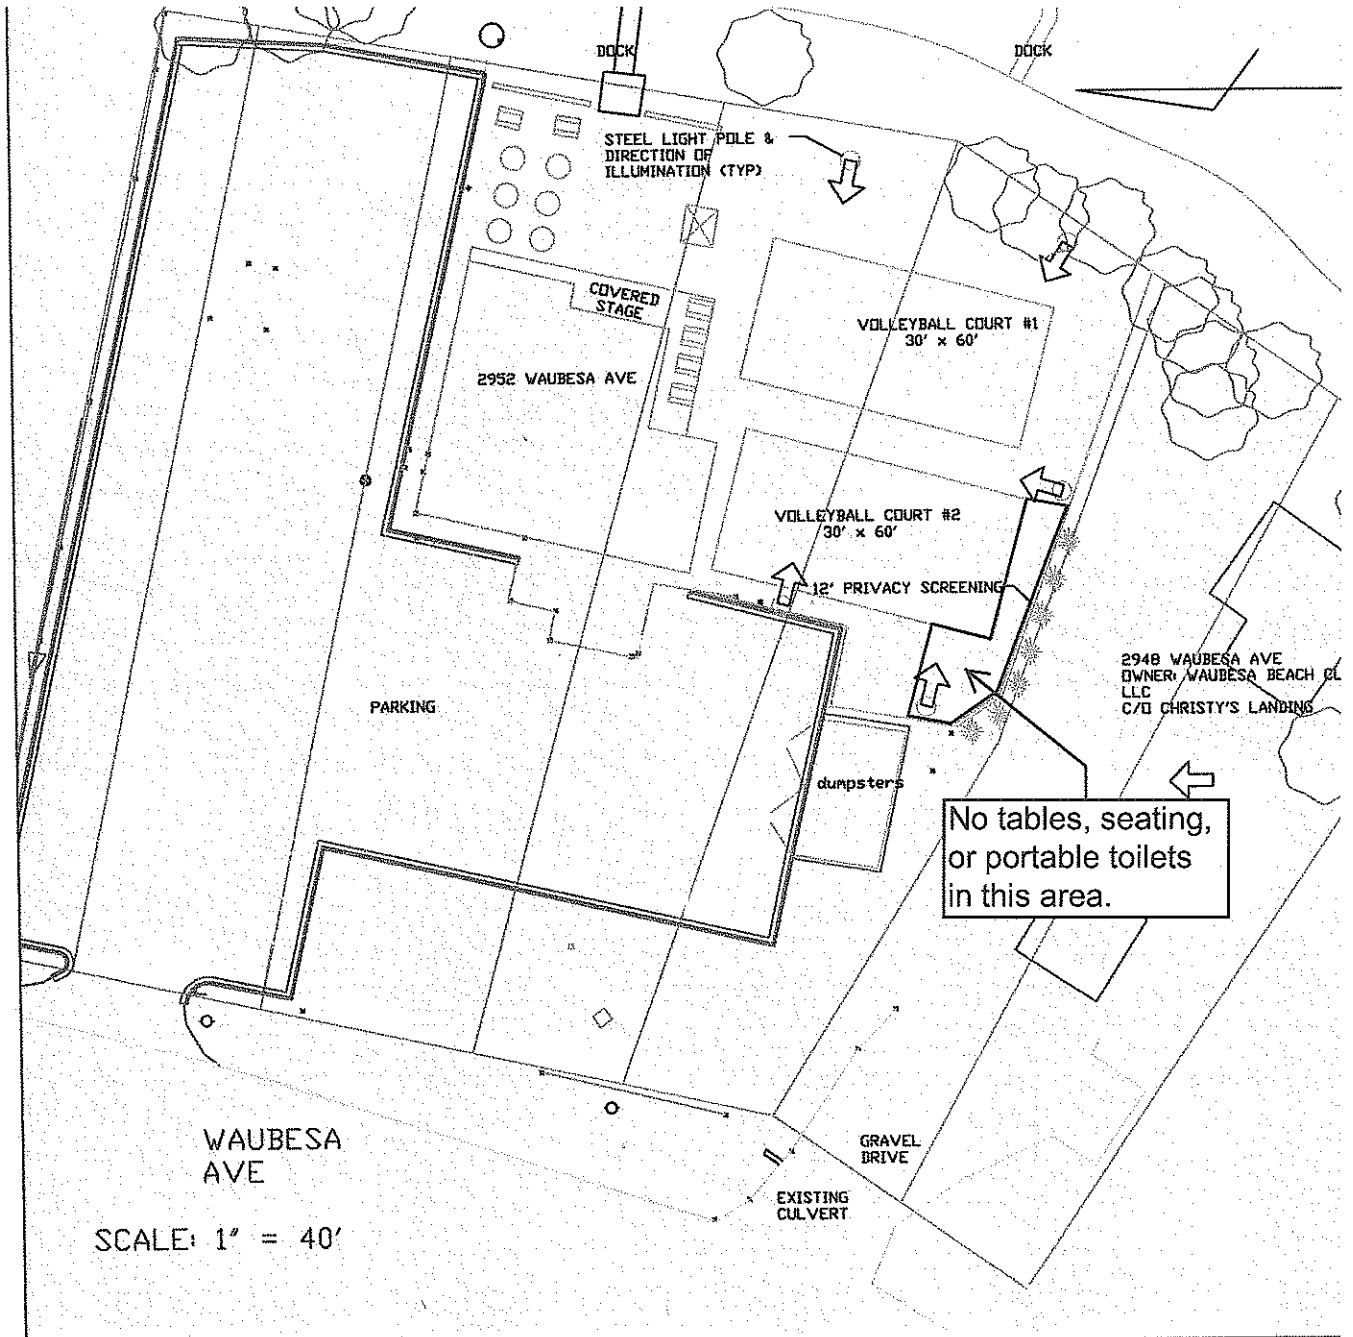 DOCK
DOCK
STEEL LIGHT POLE &
DIRECTION OF
ILLUMINATION (TYP)
COVERED
STAGE
VOLLEYBALL COURT #1
30' x 60'
2952 WAUBESA AVE
VOLLEYBALL COURT #2
30' x 60'
12' PRIVACY SCREENING
2948 WAUBESA AVE
OWNER: WAUBESA BEACH CL
LLC
C/O CHRISTY'S LANDING
PARKING
dumpsters
No tables, seating,
or portable toilets
in this area.
WAUBESA
AVE
GRAVEL
DRIVE
EXISTING
CULVERT
SCALE: 1" = 40'